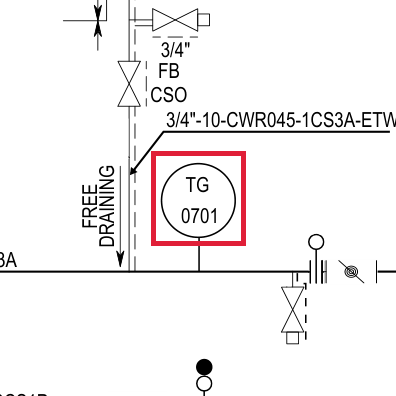 3/4"
FB
CSO
3/4"-10-CWR045-1CS3A-ETW
TG
0701
FREE
DRAINING
3A